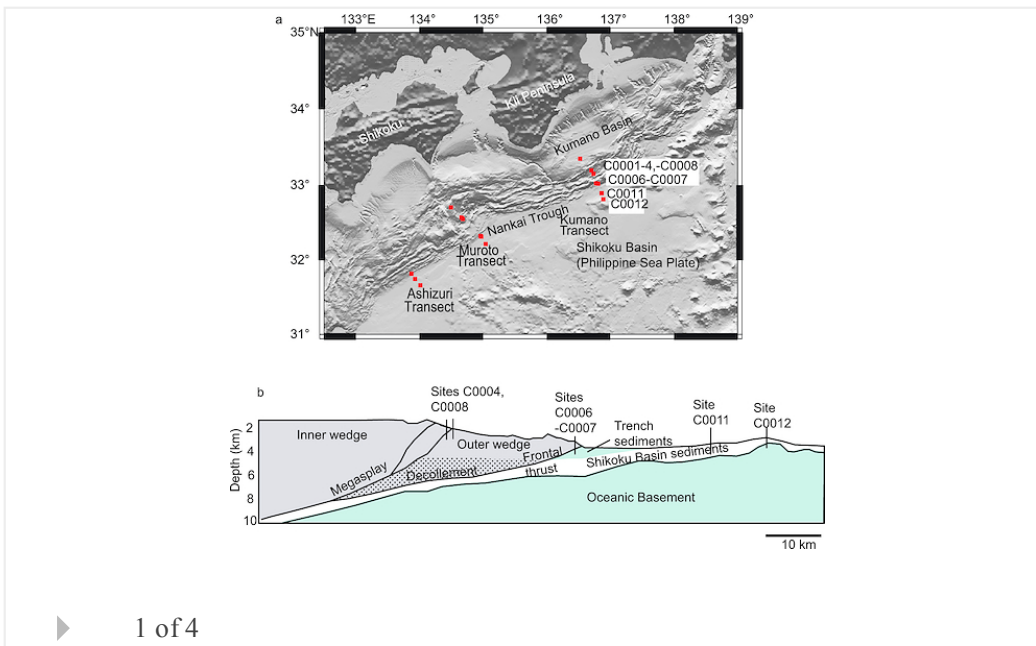 a
133°E 134° 135° 136° 137° 138° 139°
35°N
34°
33°
32°
31°
Shikoku
Kii Peninsula
Kumano Basin
C0001-4,-C0008
C0006-C0007
C0011
C0012
Nankai Trough
Kumano
Transect
Muroto
Transect
Shikoku Basin
(Philippine Sea Plate)
Ashizuri
Transect
b
Sites C0004,
C0008
Sites
C0006
-C0007
Site
C0011
Site
C0012
Depth (km)
2
4
6
8
10
Inner wedge
Outer wedge
Trench
sediments
Megasplay
Decollement
Frontal
thrust
Shikoku Basin sediments
Oceanic Basement
10 km
1 of 4